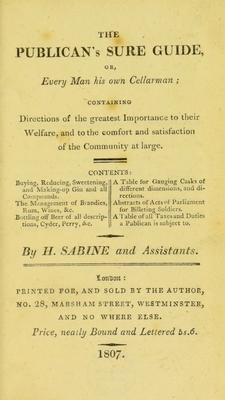 THE
PUBLICAN's SURE GUIDE,
OR,
Every Man his own Cellarman;
CONTAINING
Directions of the greatest Importance to their
Welfare, and to the comfort and satisfaction
of the Community at large.
CONTENTS:
Buying, Reducing, Sweetening,
and Making-up Gin and all
Compounds.
The Management of Brandies,
Rum, Wines, &c.
Bottling off Beer of all descrip-
tions, Cyder, Perry, &c.
A Table for Gauging Casks of
different dimensions, and di-
rections.
Abstracts of Acts of Parliament
for Billeting Soldiers.
A Table of all Taxes and Duties
a Publican is subject to.
By H. SABINE and Assistants.
London:
PRINTED FOR, AND SOLD BY THE AUTHOR,
NO. 28, MARSHAM STREET, WESTMINSTER,
AND NO WHERE ELSE.
Price, neatly Bound and Lettered 5s.6.
1807.